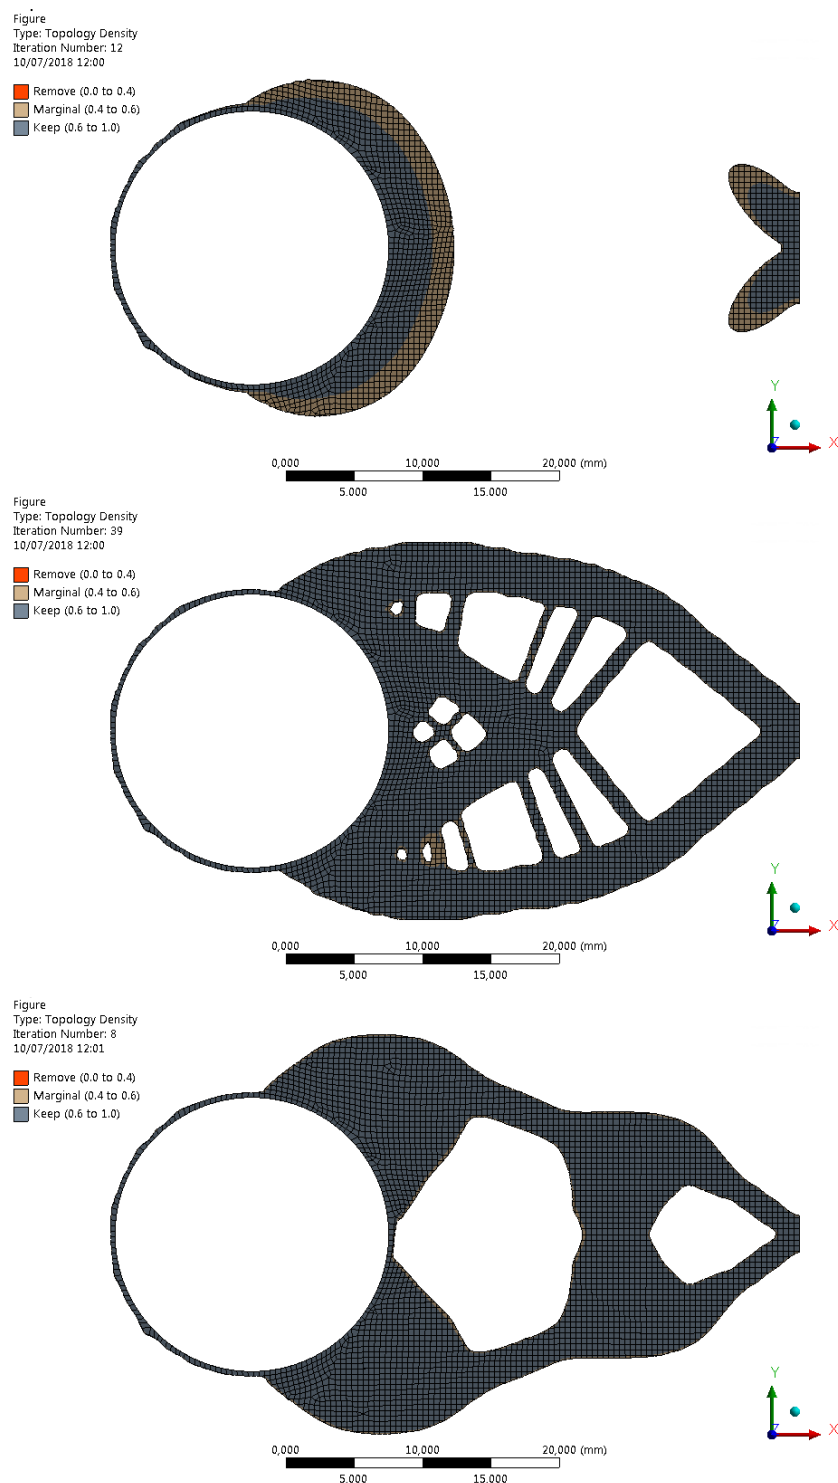 Figure
Type: Topology Density
Iteration Number: 12
10/07/2018 12:00
Remove (0.0 to 0.4)
Marginal (0.4 to 0.6)
Keep (0.6 to 1.0)
Y
Z
X
0,000 10,000 20,000 (mm)
5.000 15.000
Figure
Type: Topology Density
Iteration Number: 39
10/07/2018 12:00
Remove (0.0 to 0.4)
Marginal (0.4 to 0.6)
Keep (0.6 to 1.0)
Y
Z
X
0,000 10,000 20,000 (mm)
5,000 15,000
Figure
Type: Topology Density
Iteration Number: 8
10/07/2018 12:01
Remove (0.0 to 0.4)
Marginal (0.4 to 0.6)
Keep (0.6 to 1.0)
Y
Z
X
0,000 10,000 20,000 (mm)
5.000 15.000